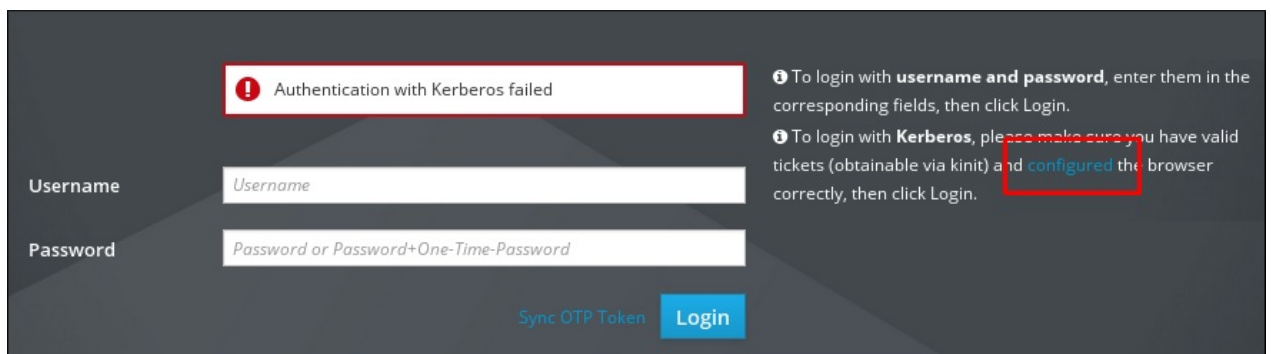 Authentication with Kerberos failed
Username
Username
Password
Password or Password+One-Time-Password
Sync OTP Token
Login
To login with username and password, enter them in the
corresponding fields, then click Login.
To login with Kerberos, please make sure you have valid
tickets (obtainable via kinit) and configured the browser
correctly, then click Login.